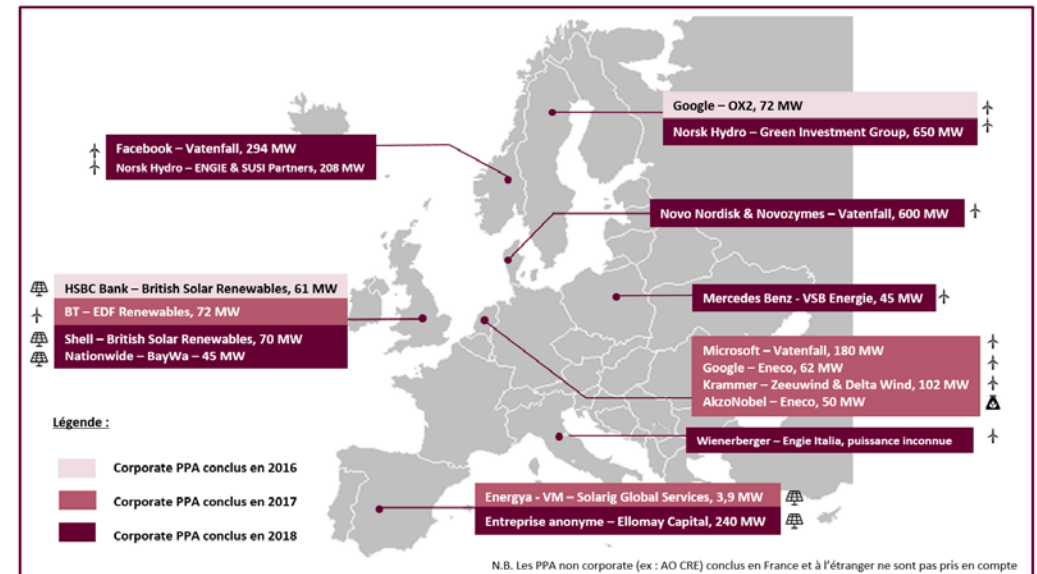 Google – OX2, 72 MW
Norsk Hydro – Green Investment Group, 650 MW
Facebook – Vatenfall, 294 MW
Norsk Hydro – ENGIE & SUSI Partners, 208 MW
Novo Nordisk & Novozymes – Vatenfall, 600 MW
HSBC Bank – British Solar Renewables, 61 MW
BT – EDF Renewables, 72 MW
Shell – British Solar Renewables, 70 MW
Nationwide – BayWa – 45 MW
Mercedes Benz - VSB Energie, 45 MW
Microsoft – Vatenfall, 180 MW
Google – Eneco, 62 MW
Krammer – Zeeuwind & Delta Wind, 102 MW
AkzoNobel – Eneco, 50 MW
Wienerberger – Engie Italia, puissance inconnue
Légende :
Corporate PPA conclus en 2016
Corporate PPA conclus en 2017
Corporate PPA conclus en 2018
Energya - VM – Solarig Global Services, 3,9 MW
Entreprise anonyme – Ellomay Capital, 240 MW
N.B. Les PPA non corporate (ex : AO CRE) conclus en France et à l'étranger ne sont pas pris en compte